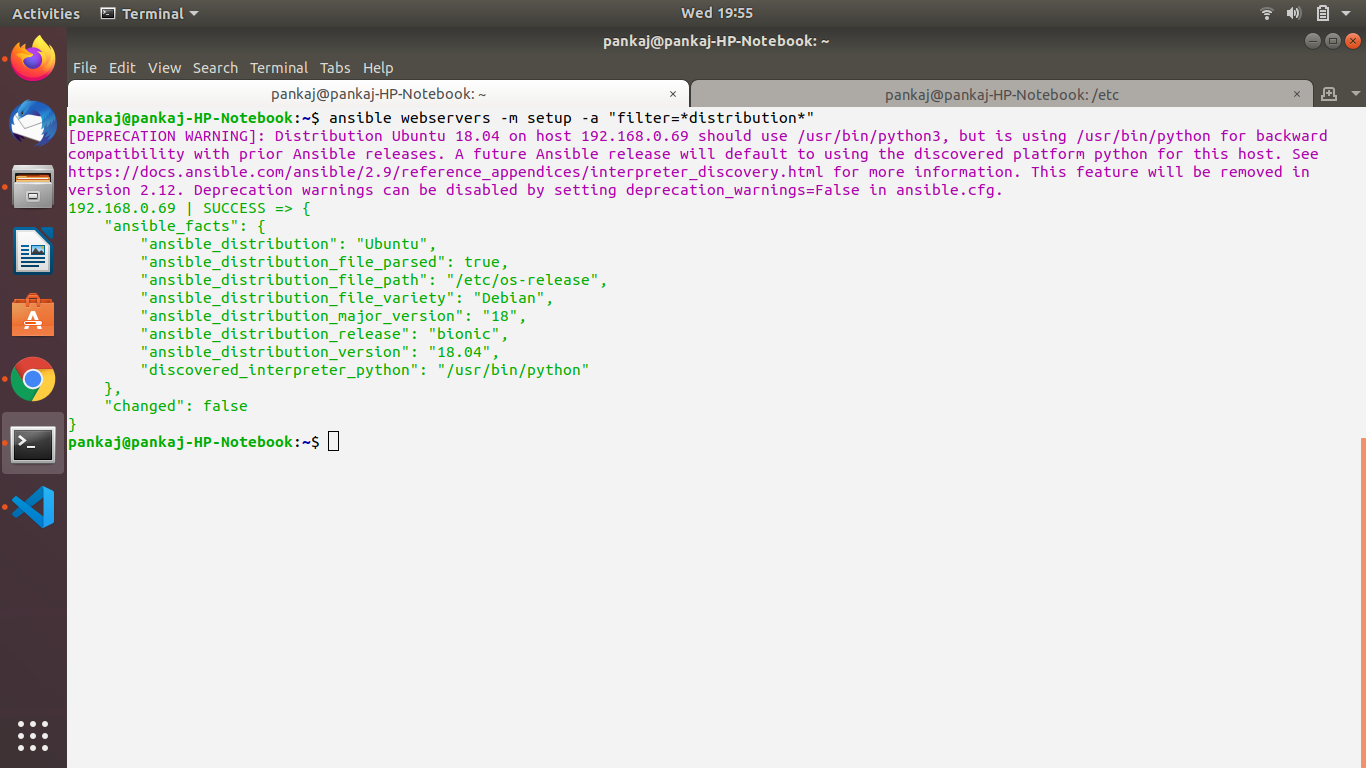 Activities Terminal Wed 19:55
pankaj@pankaj-HP-Notebook: ~
File Edit View Search Terminal Tabs Help
pankaj@pankaj-HP-Notebook: ~ × pankaj@pankaj-HP-Notebook: /etc ×
pankaj@pankaj-HP-Notebook:~$ ansible webservers -m setup -a "filter=*distribution*"
[DEPRECATION WARNING]: Distribution Ubuntu 18.04 on host 192.168.0.69 should use /usr/bin/python3, but is using /usr/bin/python for backward
compatibility with prior Ansible releases. A future Ansible release will default to using the discovered platform python for this host. See
https://docs.ansible.com/ansible/2.9/reference_appendices/interpreter_discovery.html for more information. This feature will be removed in
version 2.12. Deprecation warnings can be disabled by setting deprecation_warnings=False in ansible.cfg.
192.168.0.69 | SUCCESS => {
    "ansible_facts": {
        "ansible_distribution": "Ubuntu",
        "ansible_distribution_file_parsed": true,
        "ansible_distribution_file_path": "/etc/os-release",
        "ansible_distribution_file_variety": "Debian",
        "ansible_distribution_major_version": "18",
        "ansible_distribution_release": "bionic",
        "ansible_distribution_version": "18.04",
        "discovered_interpreter_python": "/usr/bin/python"
    },
    "changed": false
}
pankaj@pankaj-HP-Notebook:~$